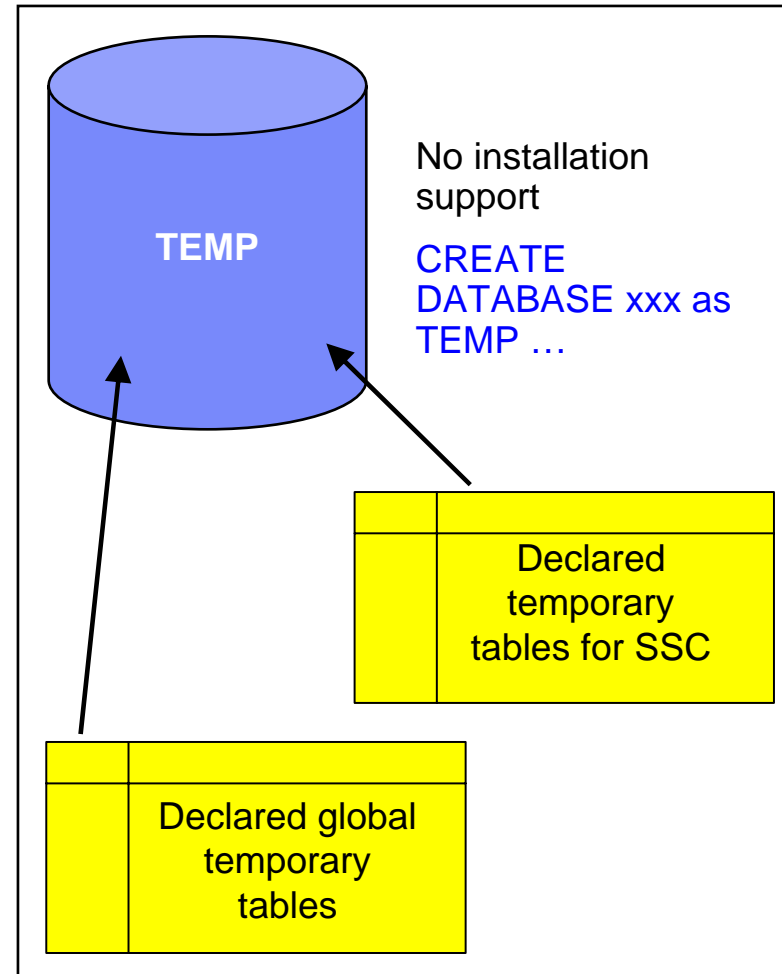 TEMP
No installation
support
CREATE
DATABASE xxx as
TEMP …
Declared
temporary
tables for SSC
Declared global
temporary
tables